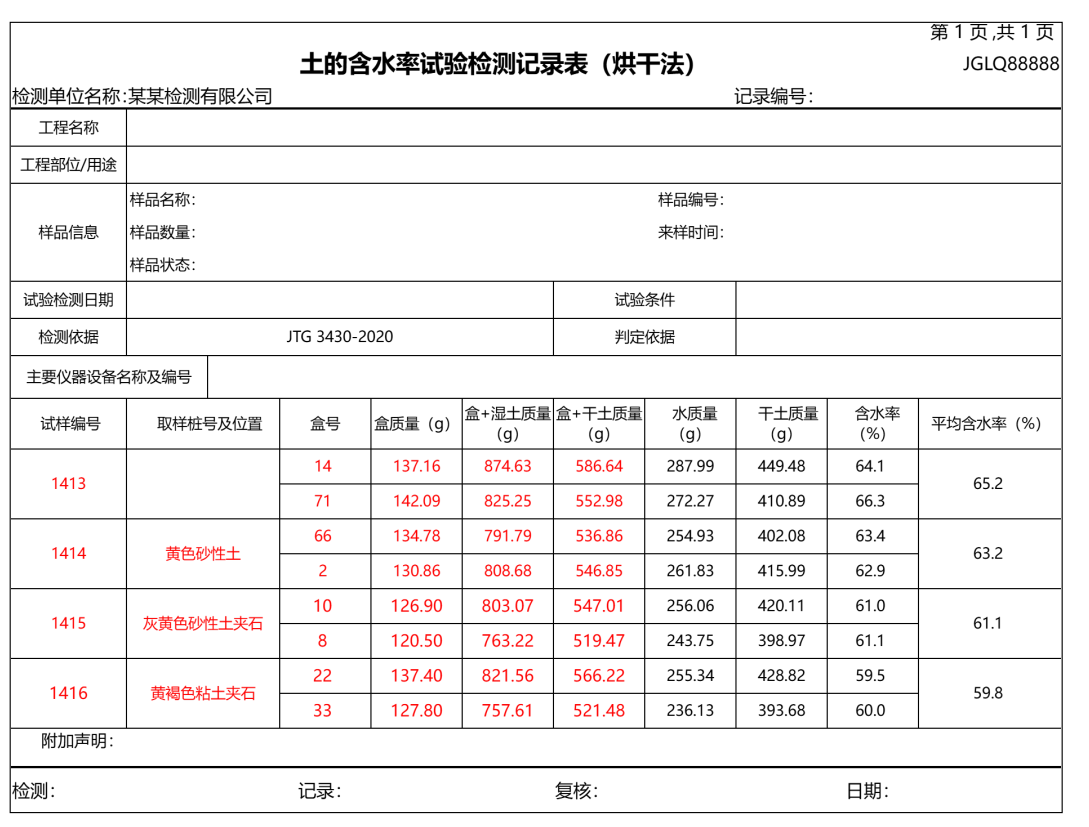 第 1 页 ,共 1 页
土的含水率试验检测记录表（烘干法）
JGLQ88888
检测单位名称:某某检测有限公司 记录编号：
工程名称
工程部位/用途
样品信息
样品名称： 样品编号：
样品数量： 来样时间：
样品状态：
试验检测日期 试验条件
检测依据 JTG 3430-2020 判定依据
主要仪器设备名称及编号
试样编号 取样桩号及位置 盒号 盒质量（g） 盒+湿土质量（g） 盒+干土质量（g） 水质量（g） 干土质量（g） 含水率（%） 平均含水率（%）
1413 14 137.16 874.63 586.64 287.99 449.48 64.1 65.2
71 142.09 825.25 552.98 272.27 410.89 66.3
1414 黄色砂性土 66 134.78 791.79 536.86 254.93 402.08 63.4 63.2
2 130.86 808.68 546.85 261.83 415.99 62.9
1415 灰黄色砂性土夹石 10 126.90 803.07 547.01 256.06 420.11 61.0 61.1
8 120.50 763.22 519.47 243.75 398.97 61.1
1416 黄褐色粘土夹石 22 137.40 821.56 566.22 255.34 428.82 59.5 59.8
33 127.80 757.61 521.48 236.13 393.68 60.0
附加声明：
检测： 记录： 复核： 日期：